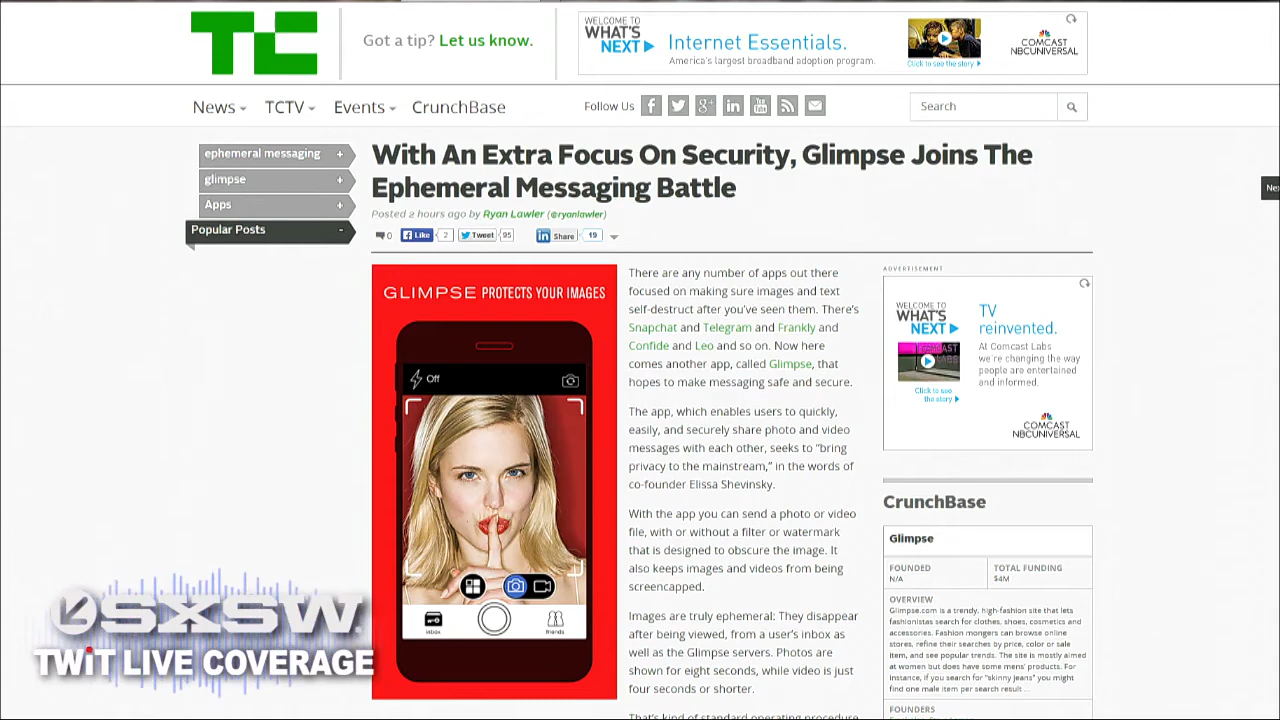 TC
Got a tip? Let us know.
WELCOME TO
WHAT'S
NEXT
Internet Essentials.
America's largest broadband adoption program.
Click to see the story
COMCAST
NBCUNIVERSAL
News
TCTV
Events
CrunchBase
Follow Us
Search
ephemeral messaging +
glimpse +
Apps +
Popular Posts -
With An Extra Focus On Security, Glimpse Joins The
Ephemeral Messaging Battle
Posted 2 hours ago by Ryan Lawler (@ryanlawler)
0
Like
2
Tweet
95
Share
19
GLIMPSE PROTECTS YOUR IMAGES
Off
inbox
friends
There are any number of apps out there
focused on making sure images and text
self-destruct after you've seen them. There's
Snapchat and Telegram and Frankly and
Confide and Leo and so on. Now here
comes another app, called Glimpse, that
hopes to make messaging safe and secure.
The app, which enables users to quickly,
easily, and securely share photo and video
messages with each other, seeks to “bring
privacy to the mainstream,” in the words of
co-founder Elissa Shevinsky.
With the app you can send a photo or video
file, with or without a filter or watermark
that is designed to obscure the image. It
also keeps images and videos from being
screencapped.
Images are truly ephemeral: They disappear
after being viewed, from a user's inbox as
well as the Glimpse servers. Photos are
shown for eight seconds, while video is just
four seconds or shorter.
That's kind of standard operating procedure
ADVERTISEMENT
WELCOME TO
WHAT'S
NEXT
TV
reinvented.
At Comcast Labs
we're changing the way
people are entertained
and informed.
Click to see
the story
COMCAST
NBCUNIVERSAL
CrunchBase
Glimpse
FOUNDED
N/A
TOTAL FUNDING
$4M
OVERVIEW
Glimpse.com is a trendy, high-fashion site that lets
fashionistas search for clothes, shoes, cosmetics and
accessories. Fashion mongers can browse online
stores, refine their searches by price, color or sale
item, and see popular trends. The site is mostly aimed
at women but does have some mens' products. For
instance, if you search for "skinny jeans" you might
find one male item per search result ...
FOUNDERS
SXSW
TWiT LIVE COVERAGE